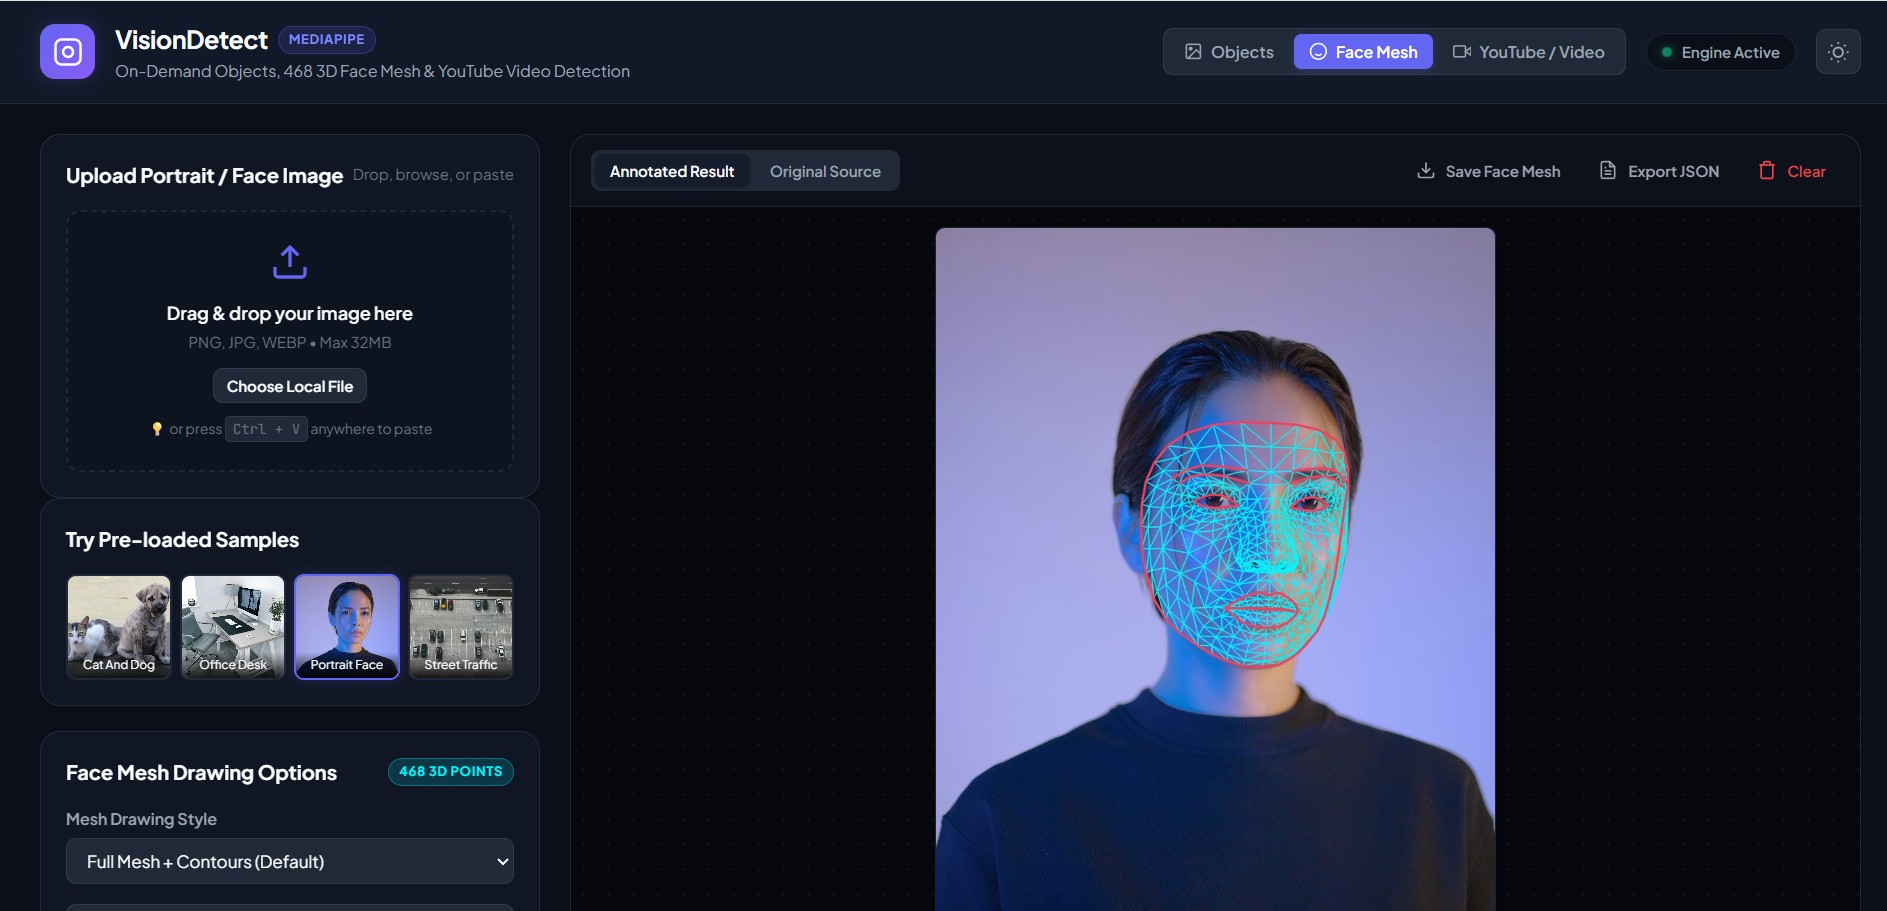 VisionDetect MEDIAPIPE
On-Demand Objects, 468 3D Face Mesh & YouTube Video Detection
Objects
Face Mesh
YouTube / Video
Engine Active
Upload Portrait / Face Image Drop, browse, or paste
Drag & drop your image here
PNG, JPG, WEBP • Max 32MB
Choose Local File
or press Ctrl + V anywhere to paste
Try Pre-loaded Samples
Cat And Dog
Office Desk
Portrait Face
Street Traffic
Face Mesh Drawing Options 468 3D POINTS
Mesh Drawing Style
Full Mesh + Contours (Default)
Annotated Result
Original Source
Save Face Mesh
Export JSON
Clear